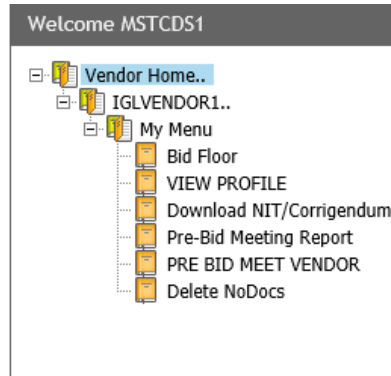 Welcome MSTCDS1
Vendor Home..
IGLVENDOR1..
My Menu
Bid Floor
VIEW PROFILE
Download NIT/Corrigendum
Pre-Bid Meeting Report
PRE BID MEET VENDOR
Delete NoDocs